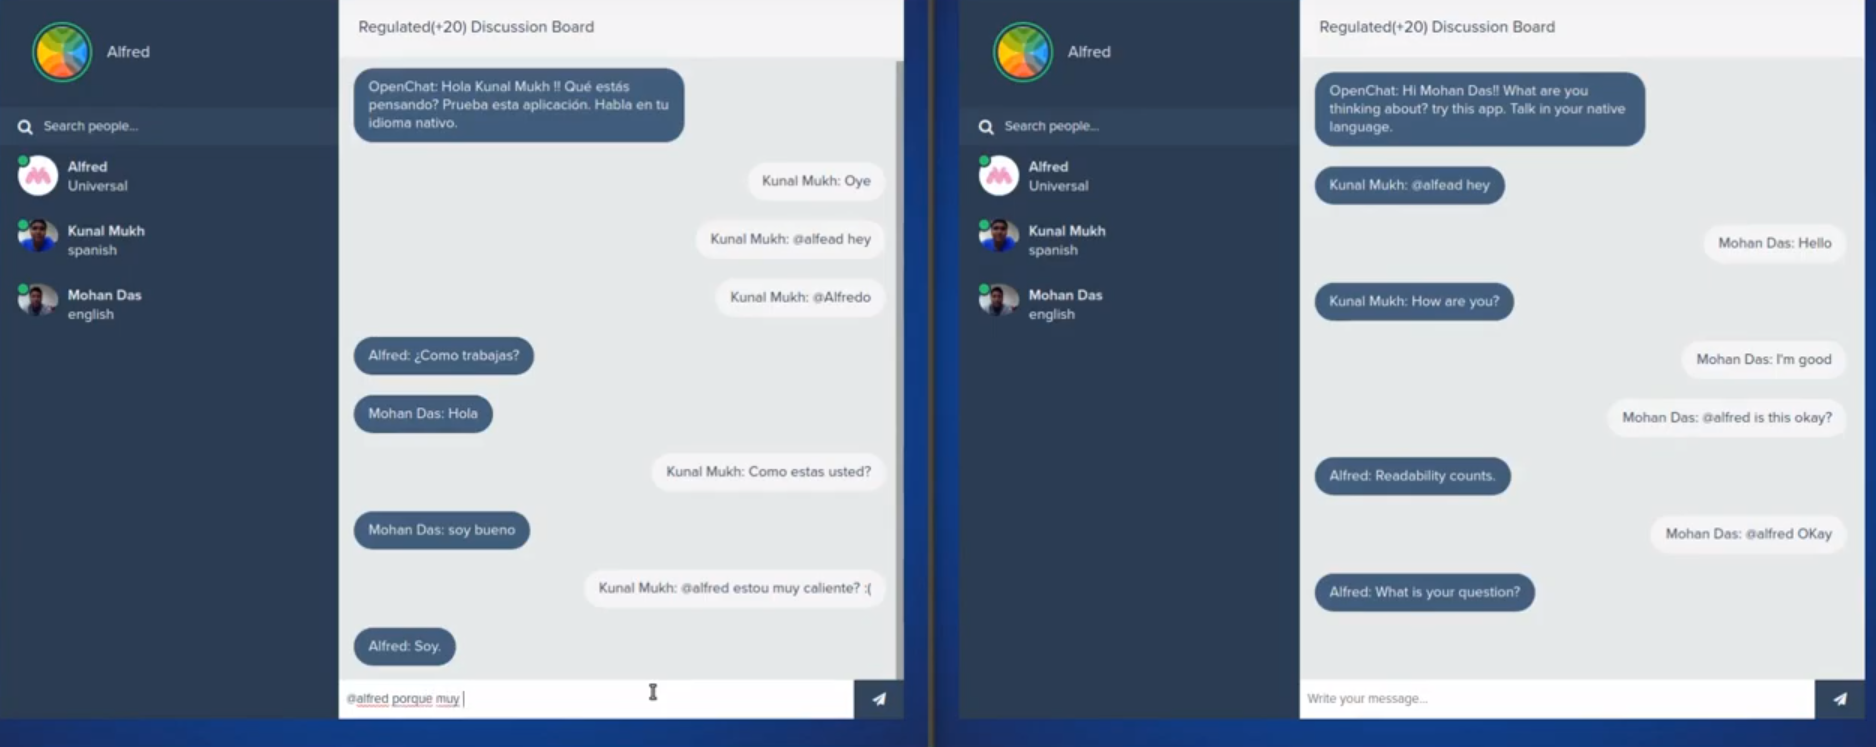 Alfred
Search people...
Alfred
Universal
Kunal Mukh
spanish
Mohan Das
english
Regulated(+20) Discussion Board
OpenChat: Hola Kunal Mukh !! Qué estás
pensando? Prueba esta aplicación. Habla en tu
idioma nativo.
Kunal Mukh: Oye
Kunal Mukh: @alfead hey
Kunal Mukh: @Alfredo
Alfred: ¿Como trabajas?
Mohan Das: Hola
Kunal Mukh: Como estas usted?
Mohan Das: soy bueno
Kunal Mukh: @alfred estou muy caliente? :(
Alfred: Soy.
@alfred porque muy
Alfred
Search people...
Alfred
Universal
Kunal Mukh
spanish
Mohan Das
english
Regulated(+20) Discussion Board
OpenChat: Hi Mohan Das!! What are you
thinking about? try this app. Talk in your native
language.
Kunal Mukh: @alfead hey
Mohan Das: Hello
Kunal Mukh: How are you?
Mohan Das: I'm good
Mohan Das: @alfred is this okay?
Alfred: Readability counts.
Mohan Das: @alfred OKay
Alfred: What is your question?
Write your message...